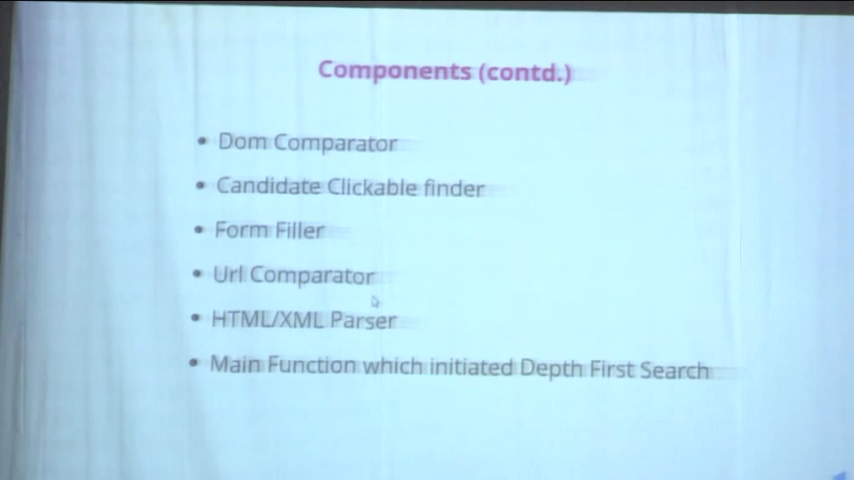 Components (contd.)
• Dom Comparator
• Candidate Clickable finder
• Form Filler
• Url Comparator
• HTML/XML Parser
• Main Function which initiated Depth First Search